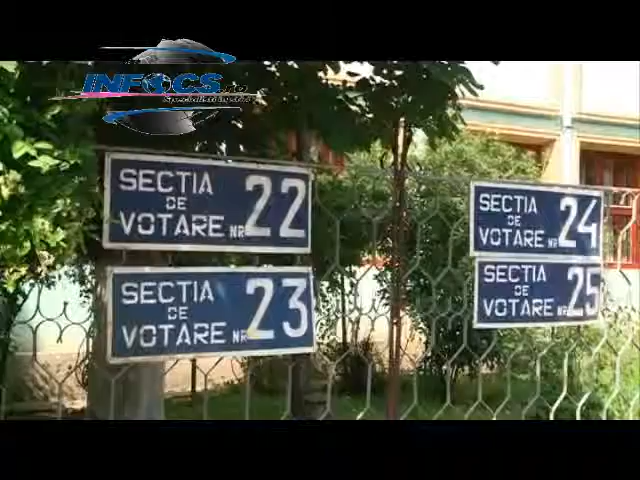 INFOCS.ro
SECTIA
DE
VOTARE NR 22
SECTIA
DE
VOTARE NR 23
SECTIA
DE
VOTARE NR 24
SECTIA
DE
VOTARE NR 25